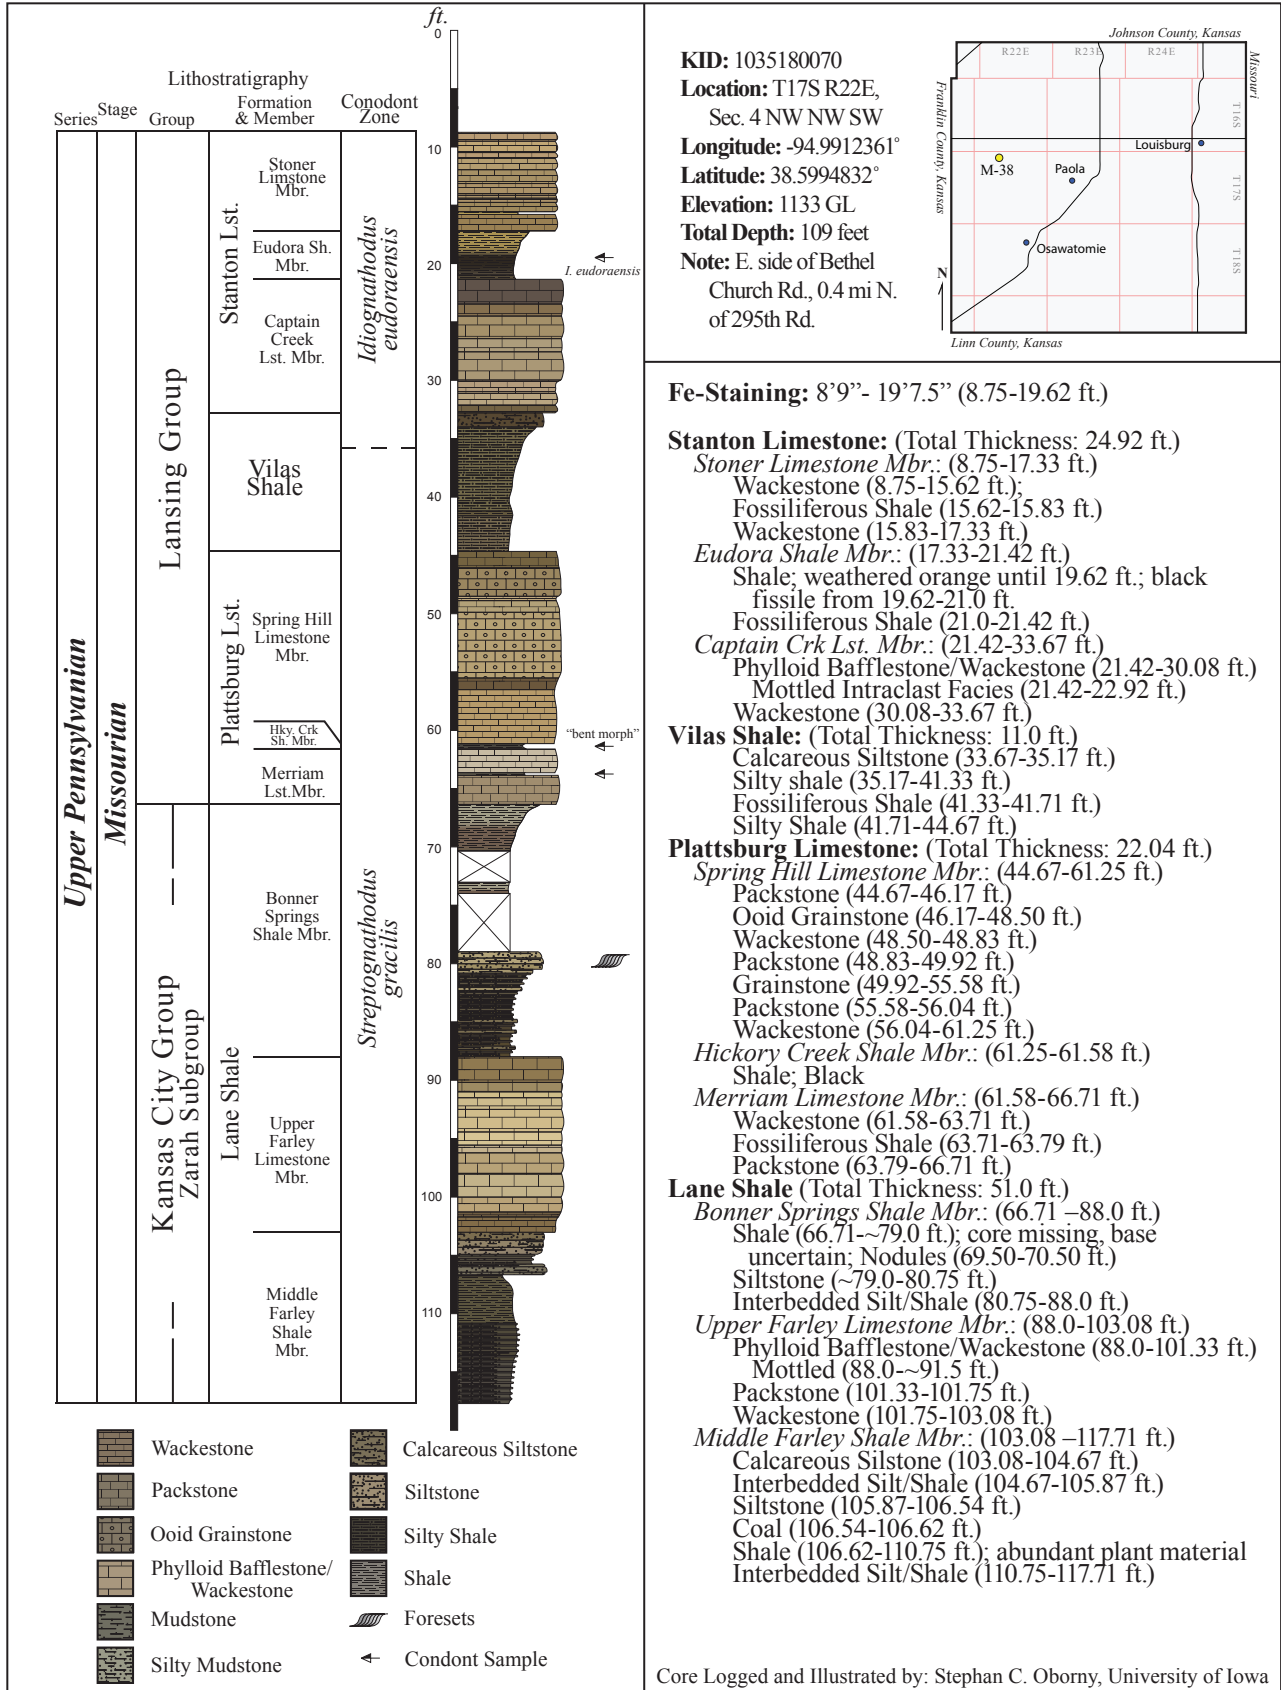 ft.
0
10
20
30
40
50
60
70
80
90
100
110
Lithostratigraphy
Series
Stage
Group
Formation
& Member
Conodont
Zone
Upper Pennsylvanian
Missourian
Lansing Group
Kansas City Group
Zarah Subgroup
Stanton Lst.
Stoner
Limstone
Mbr.
Eudora Sh.
Mbr.
Captain
Creek
Lst. Mbr.
Vilas
Shale
Plattsburg Lst.
Spring Hill
Limestone
Mbr.
Hky. Crk
Sh. Mbr.
Merriam
Lst.Mbr.
Lane Shale
Bonner
Springs
Shale Mbr.
Upper
Farley
Limestone
Mbr.
Middle
Farley
Shale
Mbr.
Idiognathodus
eudoraensis
Streptognathodus
gracilis
I. eudoraensis
“bent morph”
Wackestone
Packstone
Ooid Grainstone
Phylloid Bafflestone/
Wackestone
Mudstone
Silty Mudstone
Calcareous Siltstone
Siltstone
Silty Shale
Shale
Foresets
Condont Sample
KID: 1035180070
Location: T17S R22E,
Sec. 4 NW NW SW
Longitude: -94.9912361°
Latitude: 38.5994832°
Elevation: 1133 GL
Total Depth: 109 feet
Note: E. side of Bethel
Church Rd., 0.4 mi N.
of 295th Rd.
Johnson County, Kansas
R22E
R23E
R24E
Missouri
Franklin County, Kansas
T16S
T17S
T18S
Louisburg
M-38
Paola
Osawatomie
N
Linn County, Kansas
Fe-Staining: 8’9”- 19’7.5” (8.75-19.62 ft.)
Stanton Limestone: (Total Thickness: 24.92 ft.)
Stoner Limestone Mbr.: (8.75-17.33 ft.)
Wackestone (8.75-15.62 ft.);
Fossiliferous Shale (15.62-15.83 ft.)
Wackestone (15.83-17.33 ft.)
Eudora Shale Mbr.: (17.33-21.42 ft.)
Shale; weathered orange until 19.62 ft.; black
fissile from 19.62-21.0 ft.
Fossiliferous Shale (21.0-21.42 ft.)
Captain Crk Lst. Mbr.: (21.42-33.67 ft.)
Phylloid Bafflestone/Wackestone (21.42-30.08 ft.)
Mottled Intraclast Facies (21.42-22.92 ft.)
Wackestone (30.08-33.67 ft.)
Vilas Shale: (Total Thickness: 11.0 ft.)
Calcareous Siltstone (33.67-35.17 ft.)
Silty shale (35.17-41.33 ft.)
Fossiliferous Shale (41.33-41.71 ft.)
Silty Shale (41.71-44.67 ft.)
Plattsburg Limestone: (Total Thickness: 22.04 ft.)
Spring Hill Limestone Mbr.: (44.67-61.25 ft.)
Packstone (44.67-46.17 ft.)
Ooid Grainstone (46.17-48.50 ft.)
Wackestone (48.50-48.83 ft.)
Packstone (48.83-49.92 ft.)
Grainstone (49.92-55.58 ft.)
Packstone (55.58-56.04 ft.)
Wackestone (56.04-61.25 ft.)
Hickory Creek Shale Mbr.: (61.25-61.58 ft.)
Shale; Black
Merriam Limestone Mbr.: (61.58-66.71 ft.)
Wackestone (61.58-63.71 ft.)
Fossiliferous Shale (63.71-63.79 ft.)
Packstone (63.79-66.71 ft.)
Lane Shale (Total Thickness: 51.0 ft.)
Bonner Springs Shale Mbr.: (66.71 –88.0 ft.)
Shale (66.71-~79.0 ft.); core missing, base
uncertain; Nodules (69.50-70.50 ft.)
Siltstone (~79.0-80.75 ft.)
Interbedded Silt/Shale (80.75-88.0 ft.)
Upper Farley Limestone Mbr.: (88.0-103.08 ft.)
Phylloid Bafflestone/Wackestone (88.0-101.33 ft.)
Mottled (88.0-~91.5 ft.)
Packstone (101.33-101.75 ft.)
Wackestone (101.75-103.08 ft.)
Middle Farley Shale Mbr.: (103.08 –117.71 ft.)
Calcareous Silstone (103.08-104.67 ft.)
Interbedded Silt/Shale (104.67-105.87 ft.)
Siltstone (105.87-106.54 ft.)
Coal (106.54-106.62 ft.)
Shale (106.62-110.75 ft.); abundant plant material
Interbedded Silt/Shale (110.75-117.71 ft.)
Core Logged and Illustrated by: Stephan C. Oborny, University of Iowa